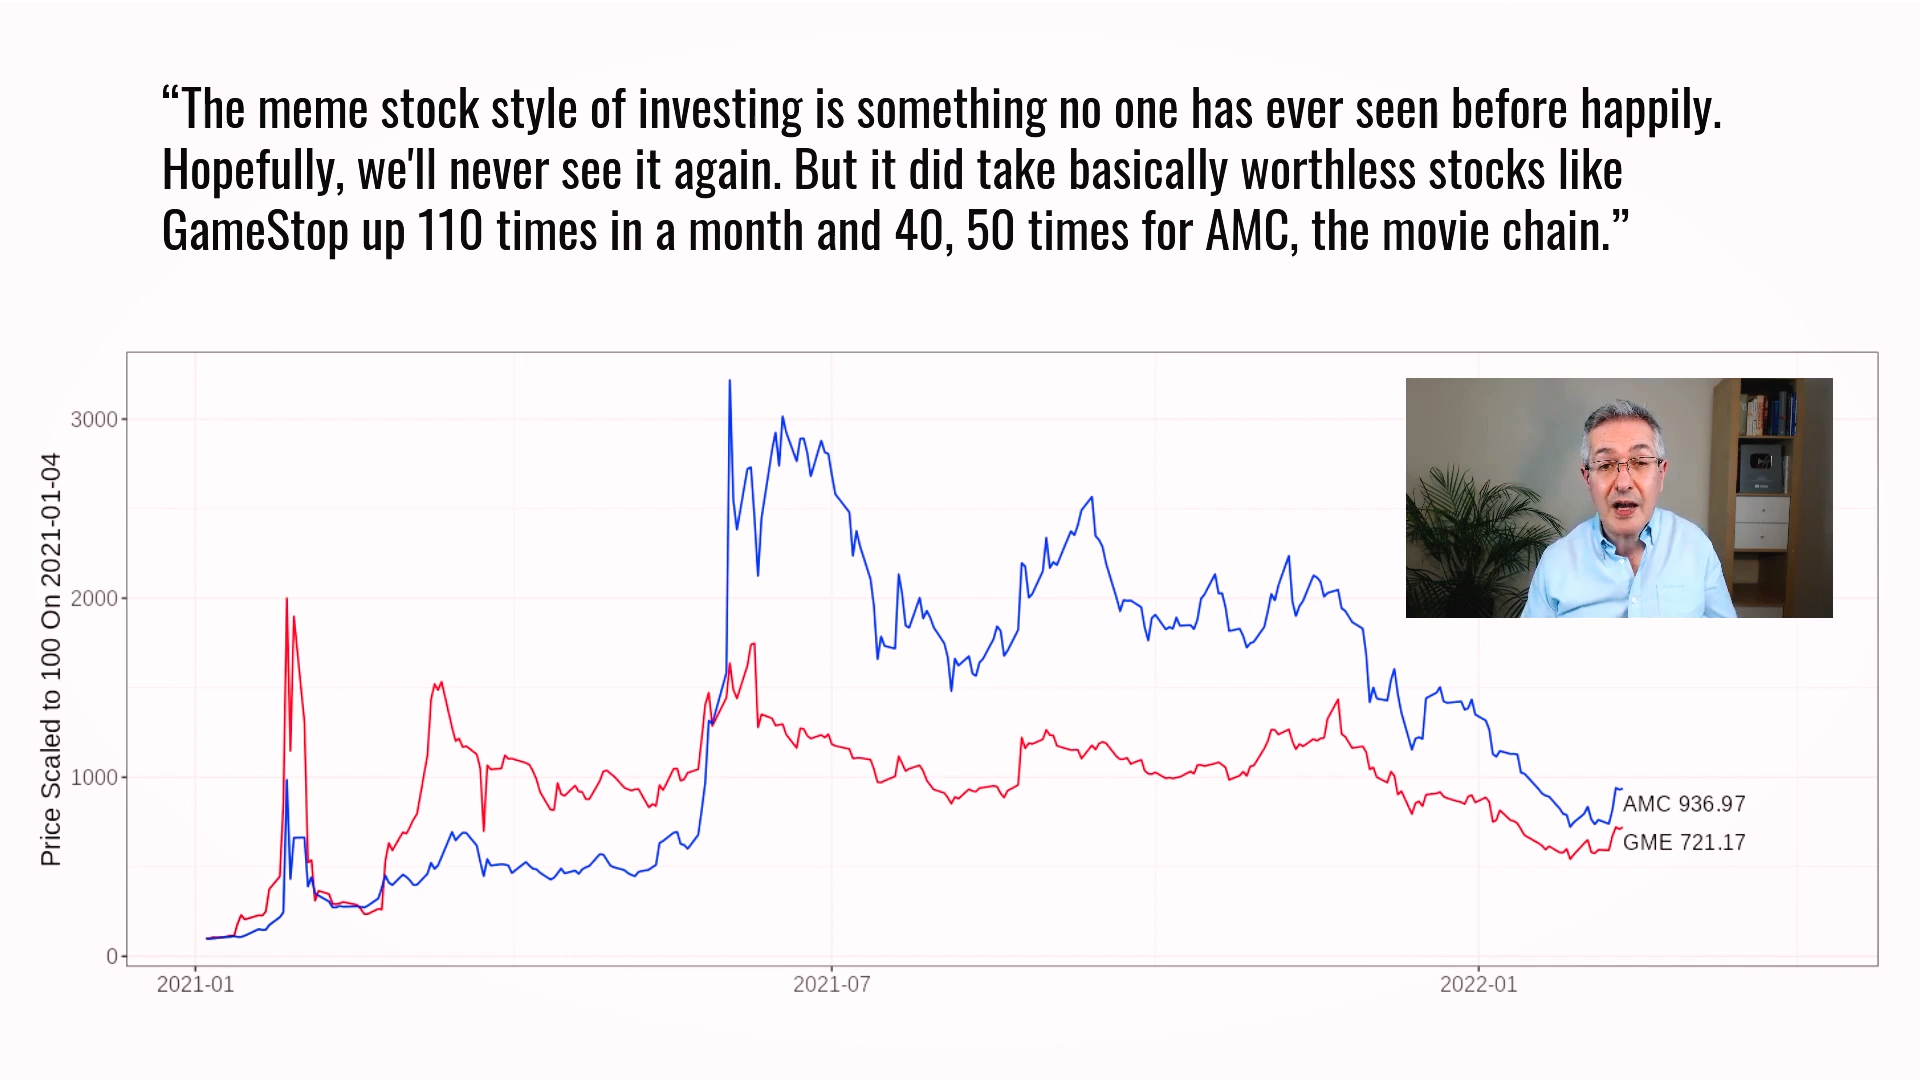 “The meme stock style of investing is something no one has ever seen before happily.
Hopefully, we'll never see it again. But it did take basically worthless stocks like
GameStop up 110 times in a month and 40, 50 times for AMC, the movie chain.”
Price Scaled to 100 On 2021-01-04
3000
2000
1000
0
AMC 936.97
GME 721.17
2021-01
2021-07
2022-01